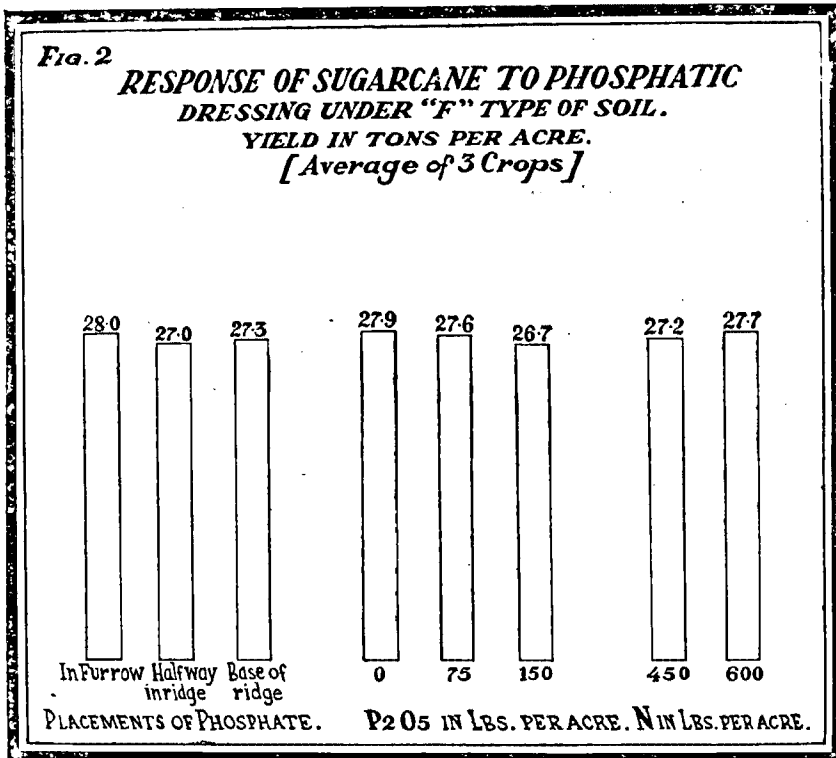 FIG. 2
RESPONSE OF SUGARCANE TO PHOSPHATIC
DRESSING UNDER "F" TYPE OF SOIL.
YIELD IN TONS PER ACRE.
[Average of 3 Crops]
28·0 27·0 27·3 27·9 27·6 26·7 27·2 27·7
In Furrow Halfway Base of 0 75 150 450 600
inridge ridge
PLACEMENTS OF PHOSPHATE. P2O5 IN LBS. PER ACRE. N IN LBS. PER ACRE.